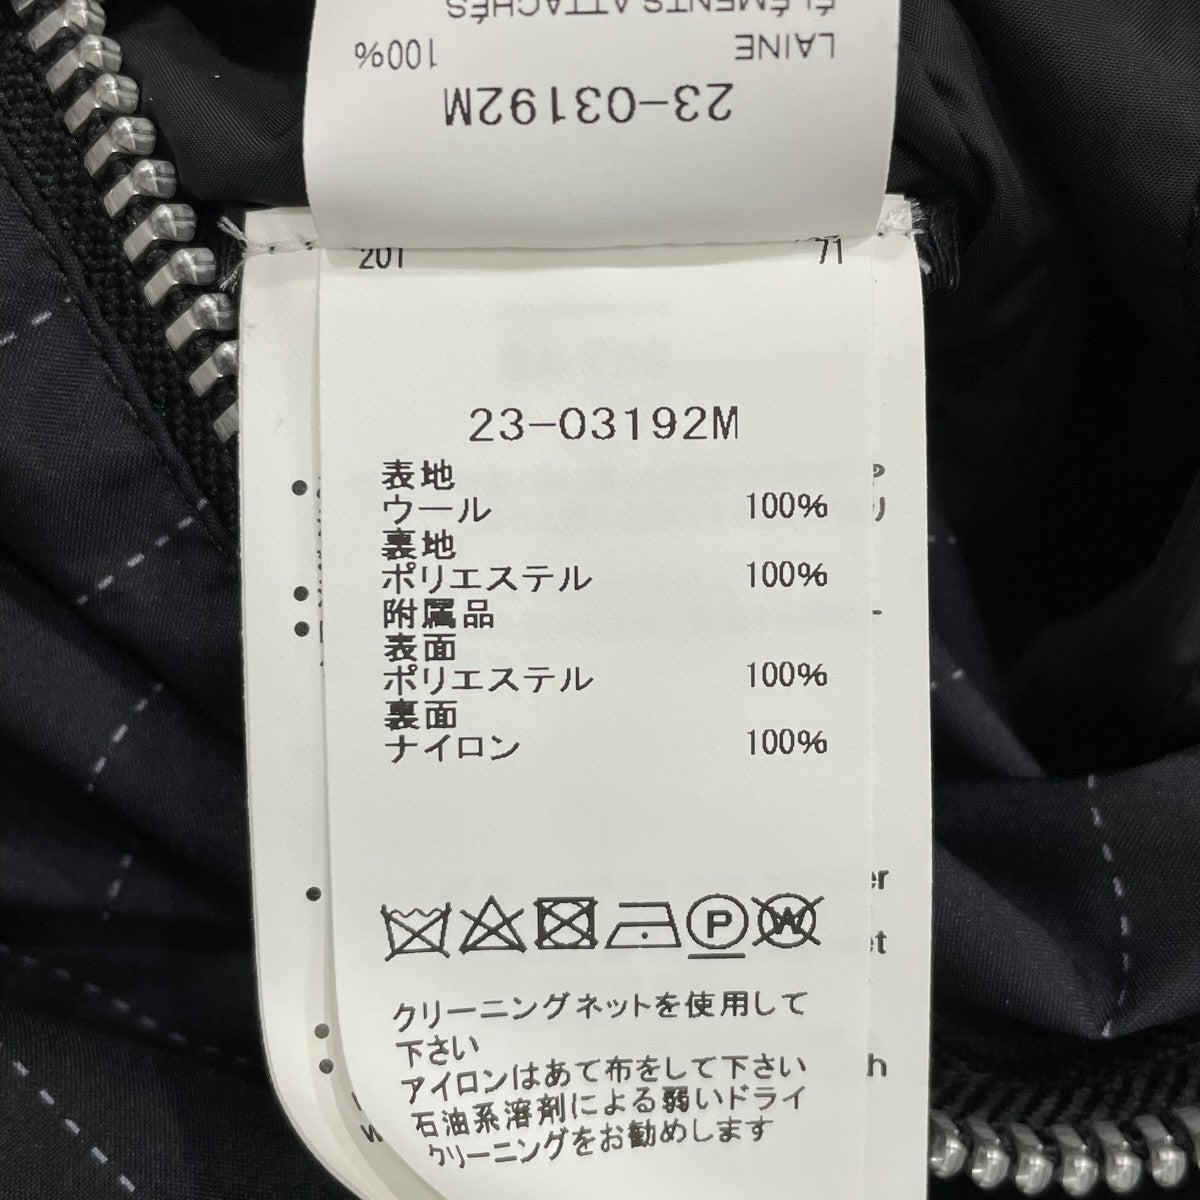 ÉLÉMENTS ATTACHÉS
LAINE 100%
23-03192M
201 71
23-03192M
表地
ウール 100%
裏地
ポリエステル 100%
附属品
表面
ポリエステル 100%
裏面
ナイロン 100%
P W
クリーニングネットを使用して
下さい
アイロンはあて布をして下さい
石油系溶剤による弱いドライ
クリーニングをお勧めします